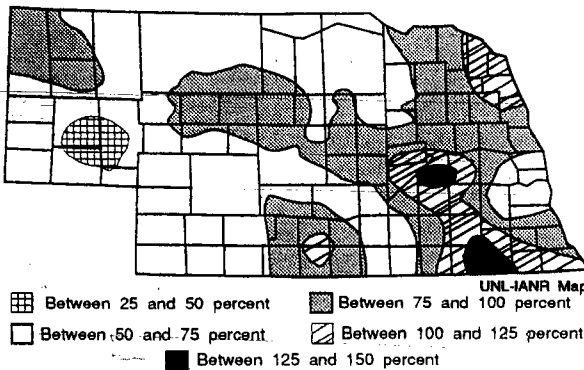 UNL-IANR Map
Between 25 and 50 percent
Between 75 and 100 percent
Between 50 and 75 percent
Between 100 and 125 percent
Between 125 and 150 percent